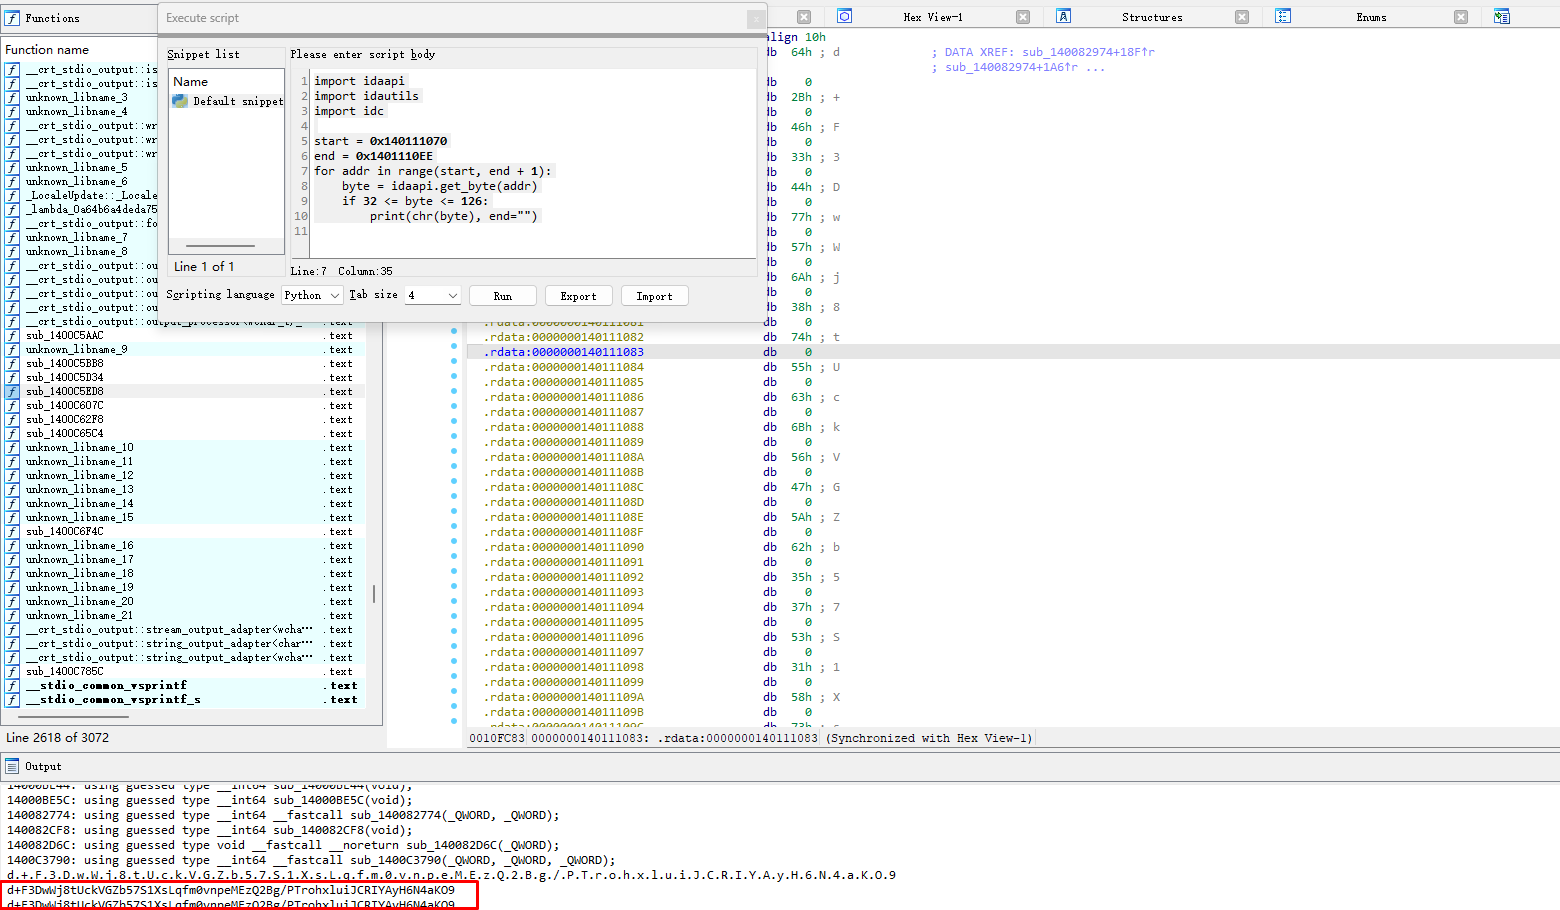 Functions
Function name
__crt_stdio_output::is
__crt_stdio_output::is
unknown_libname_3
unknown_libname_4
__crt_stdio_output::wr
__crt_stdio_output::wr
__crt_stdio_output::wr
unknown_libname_5
unknown_libname_6
_LocaleUpdate::_Locale
_lambda_0a64b6a4deda75
__crt_stdio_output::fo
unknown_libname_7
unknown_libname_8
__crt_stdio_output::ou
__crt_stdio_output::ou
__crt_stdio_output::ou
__crt_stdio_output::ou
__crt_stdio_output::output_processor<wchar_t,_ .text
sub_1400C5AAC .text
unknown_libname_9 .text
sub_1400C5BB8 .text
sub_1400C5D34 .text
sub_1400C5ED8 .text
sub_1400C607C .text
sub_1400C62F8 .text
sub_1400C65C4 .text
unknown_libname_10 .text
unknown_libname_11 .text
unknown_libname_12 .text
unknown_libname_13 .text
unknown_libname_14 .text
unknown_libname_15 .text
sub_1400C6F4C .text
unknown_libname_16 .text
unknown_libname_17 .text
unknown_libname_18 .text
unknown_libname_19 .text
unknown_libname_20 .text
unknown_libname_21 .text
__crt_stdio_output::stream_output_adapter<wcha… .text
__crt_stdio_output::string_output_adapter<char… .text
__crt_stdio_output::string_output_adapter<wcha… .text
sub_1400C785C .text
__stdio_common_vsprintf .text
__stdio_common_vsprintf_s .text
Line 2618 of 3072
Execute script
Snippet list
Name
Default snippet
Line 1 of 1
Please enter script body
1 import idaapi
2 import idautils
3 import idc
4
5 start = 0x140111070
6 end = 0x1401110EE
7 for addr in range(start, end + 1):
8 byte = idaapi.get_byte(addr)
9 if 32 <= byte <= 126:
10 print(chr(byte), end="")
11
Line:7 Column:35
Scripting language Python Tab size 4 Run Export Import
Hex View-1 Structures Enums
align 10h
db 64h ; d ; DATA XREF: sub_140082974+18F↑r
; sub_140082974+1A6↑r ...
db 0
db 2Bh ; +
db 0
db 46h ; F
db 0
db 33h ; 3
db 0
db 44h ; D
db 0
db 77h ; w
db 0
db 57h ; W
db 0
db 6Ah ; j
db 0
db 38h ; 8
.rdata:0000000140111081 db 0
.rdata:0000000140111082 db 74h ; t
.rdata:0000000140111083 db 0
.rdata:0000000140111084 db 55h ; U
.rdata:0000000140111085 db 0
.rdata:0000000140111086 db 63h ; c
.rdata:0000000140111087 db 0
.rdata:0000000140111088 db 6Bh ; k
.rdata:0000000140111089 db 0
.rdata:000000014011108A db 56h ; V
.rdata:000000014011108B db 0
.rdata:000000014011108C db 47h ; G
.rdata:000000014011108D db 0
.rdata:000000014011108E db 5Ah ; Z
.rdata:000000014011108F db 0
.rdata:0000000140111090 db 62h ; b
.rdata:0000000140111091 db 0
.rdata:0000000140111092 db 35h ; 5
.rdata:0000000140111093 db 0
.rdata:0000000140111094 db 37h ; 7
.rdata:0000000140111095 db 0
.rdata:0000000140111096 db 53h ; S
.rdata:0000000140111097 db 0
.rdata:0000000140111098 db 31h ; 1
.rdata:0000000140111099 db 0
.rdata:000000014011109A db 58h ; X
.rdata:000000014011109B db 0
.rdata:000000014011109C db 73h ; s
0010FC83 0000000140111083: .rdata:0000000140111083 (Synchronized with Hex View-1)
Output
14000BE44: using guessed type __int64 sub_14000BE44(void);
14000BE5C: using guessed type __int64 sub_14000BE5C(void);
140082774: using guessed type __int64 __fastcall sub_140082774(_QWORD, _QWORD);
140082CF8: using guessed type __int64 sub_140082CF8(void);
140082D6C: using guessed type void __fastcall __noreturn sub_140082D6C(_QWORD);
1400C3790: using guessed type __int64 __fastcall sub_1400C3790(_QWORD, _QWORD, _QWORD);
d.+.F.3.D.w.W.j.8.t.U.c.k.V.G.Z.b.5.7.S.1.X.s.L.q.f.m.0.v.n.p.e.M.E.z.Q.2.B.g./.P.T.r.o.h.x.l.u.i.J.C.R.I.Y.A.y.H.6.N.4.a.K.O.9
d+F3DwWj8tUckVGZb57S1XsLqfm0vnpeMEzQ2Bg/PTrohxluiJCRIYAyH6N4aKO9
d+F3DwWj8tUckVGZb57S1XsLqfm0vnpeMEzQ2Bg/PTrohxluiJCRIYAyH6N4aKO9